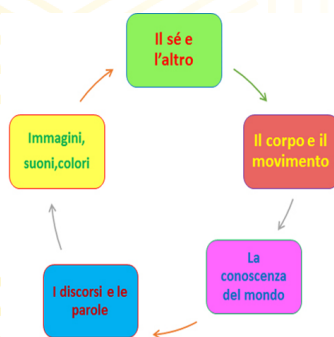 Il sé e
l'altro
Il corpo e il
movimento
La
conoscenza
del mondo
I discorsi e le
parole
Immagini,
suoni,colori